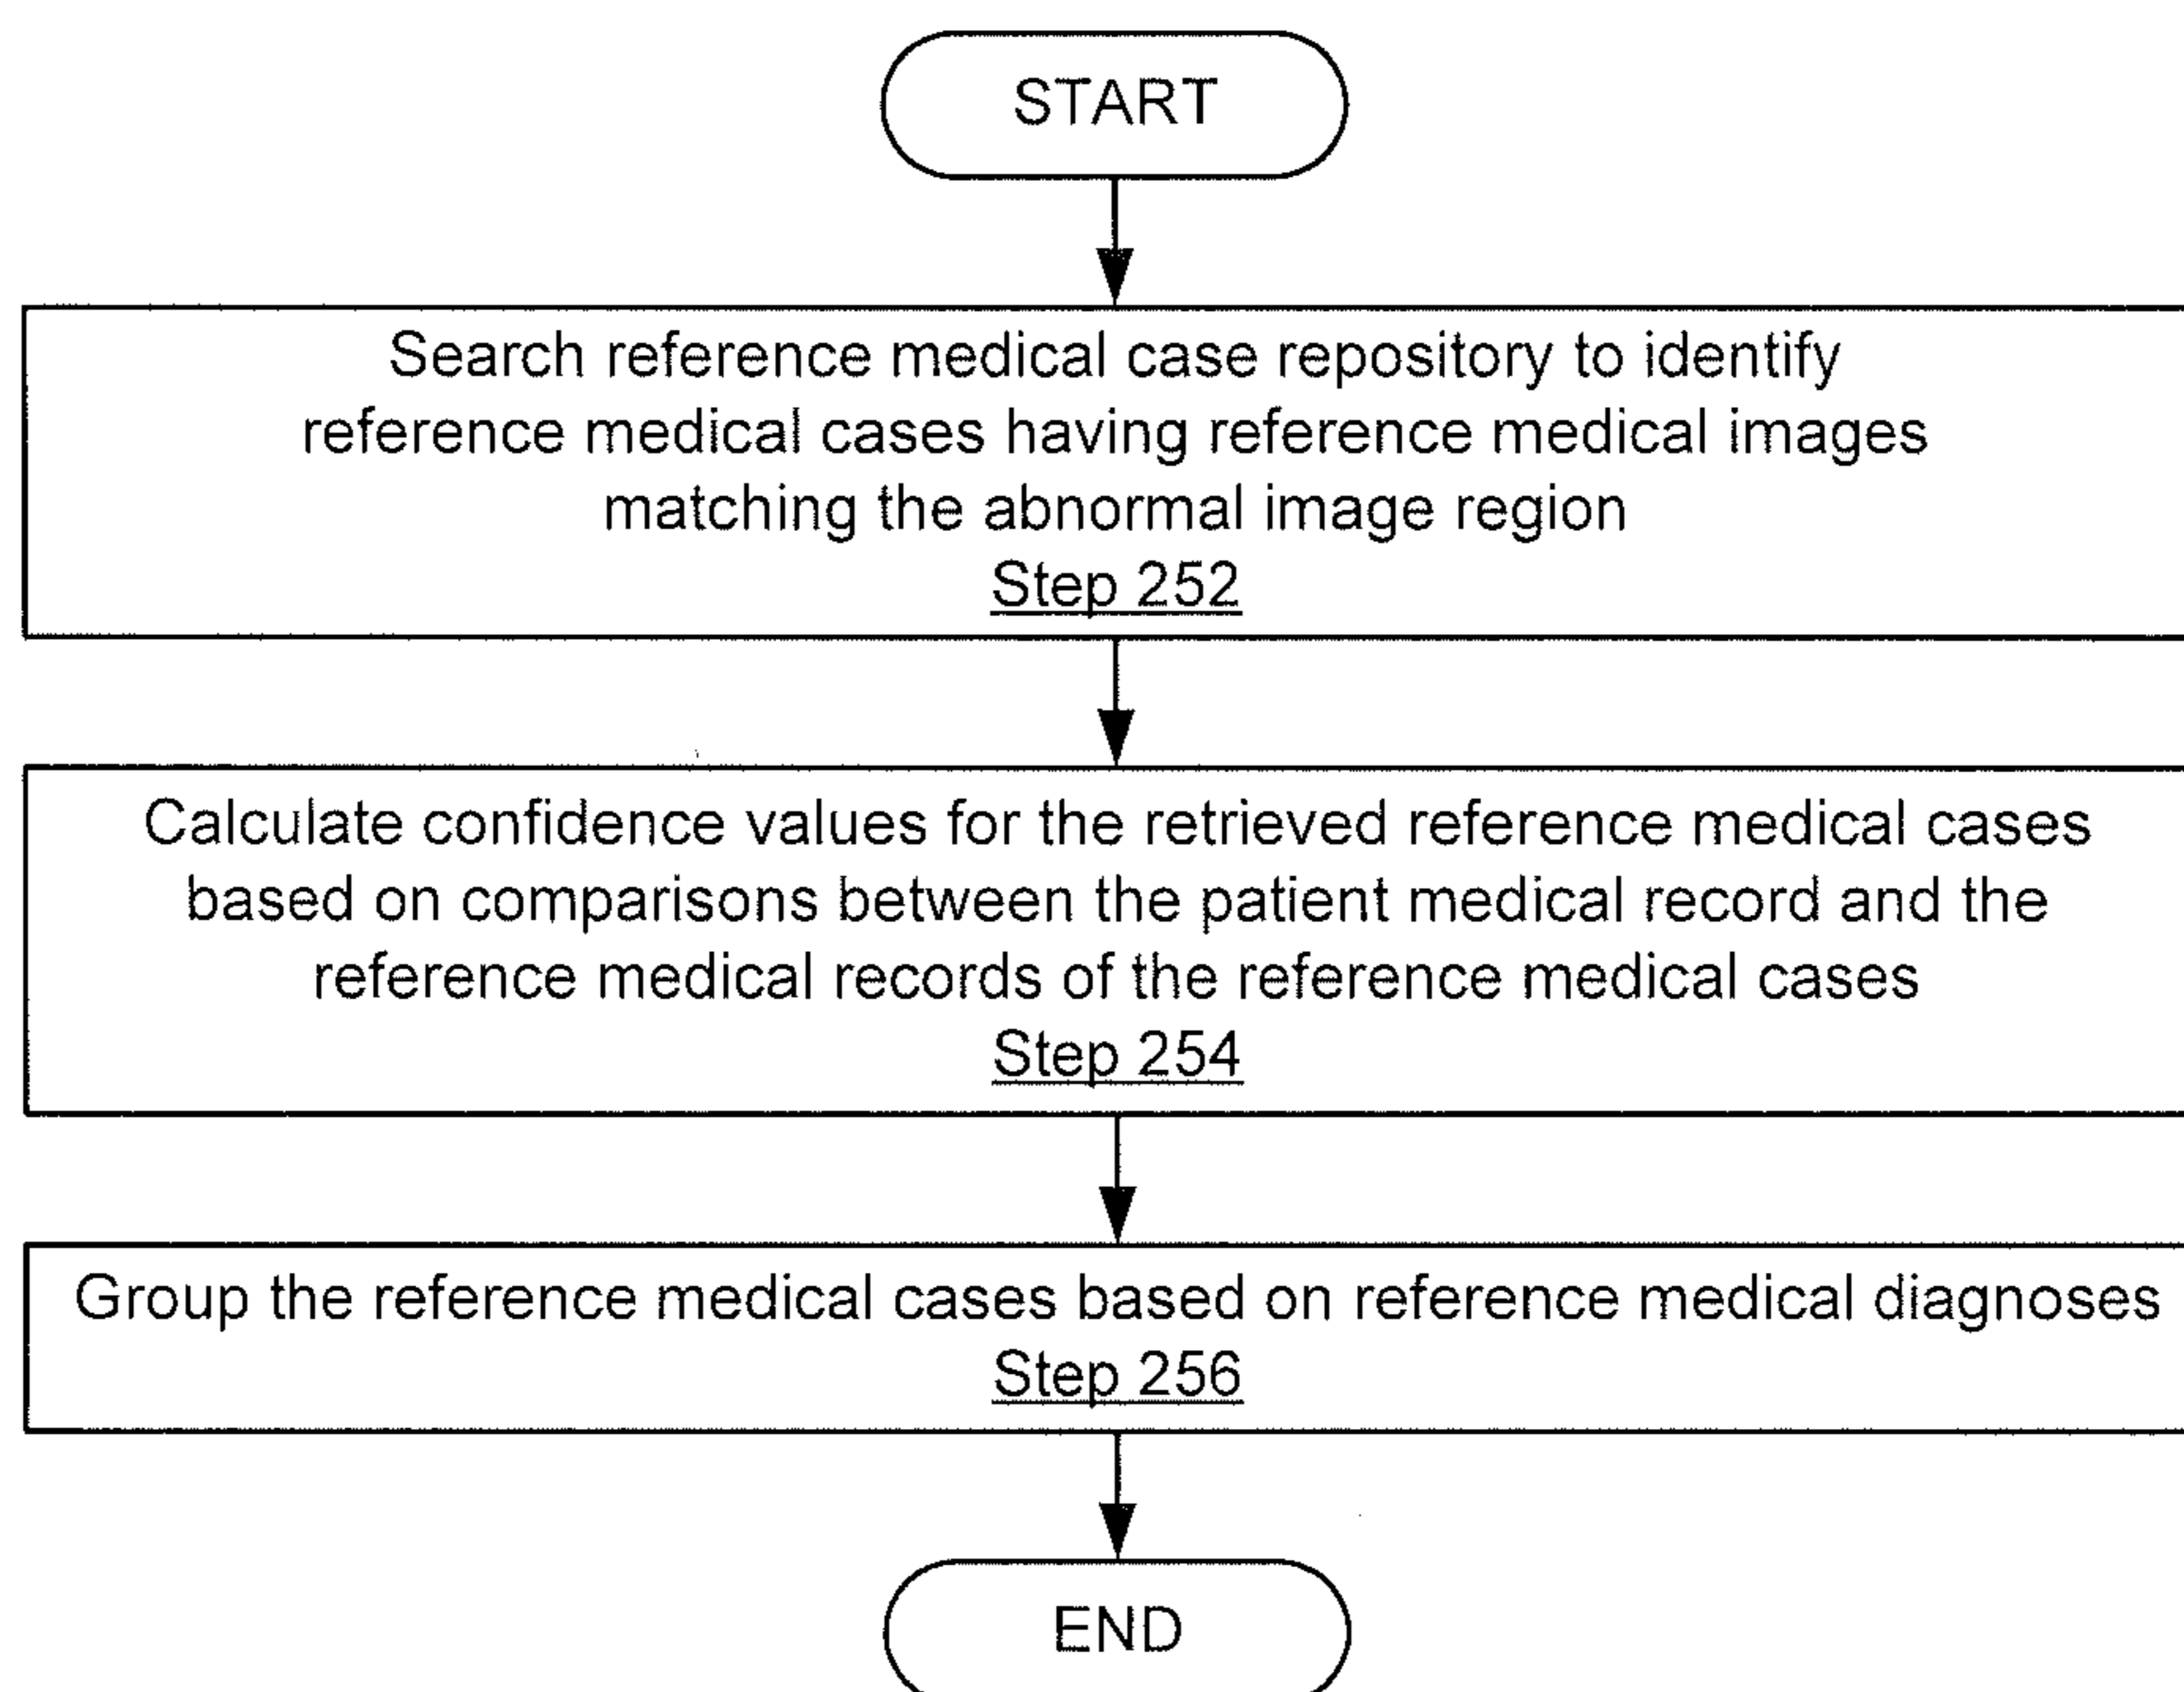 START
Search reference medical case repository to identify
reference medical cases having reference medical images
matching the abnormal image region
Step 252
Calculate confidence values for the retrieved reference medical cases
based on comparisons between the patient medical record and the
reference medical records of the reference medical cases
Step 254
Group the reference medical cases based on reference medical diagnoses
Step 256
END